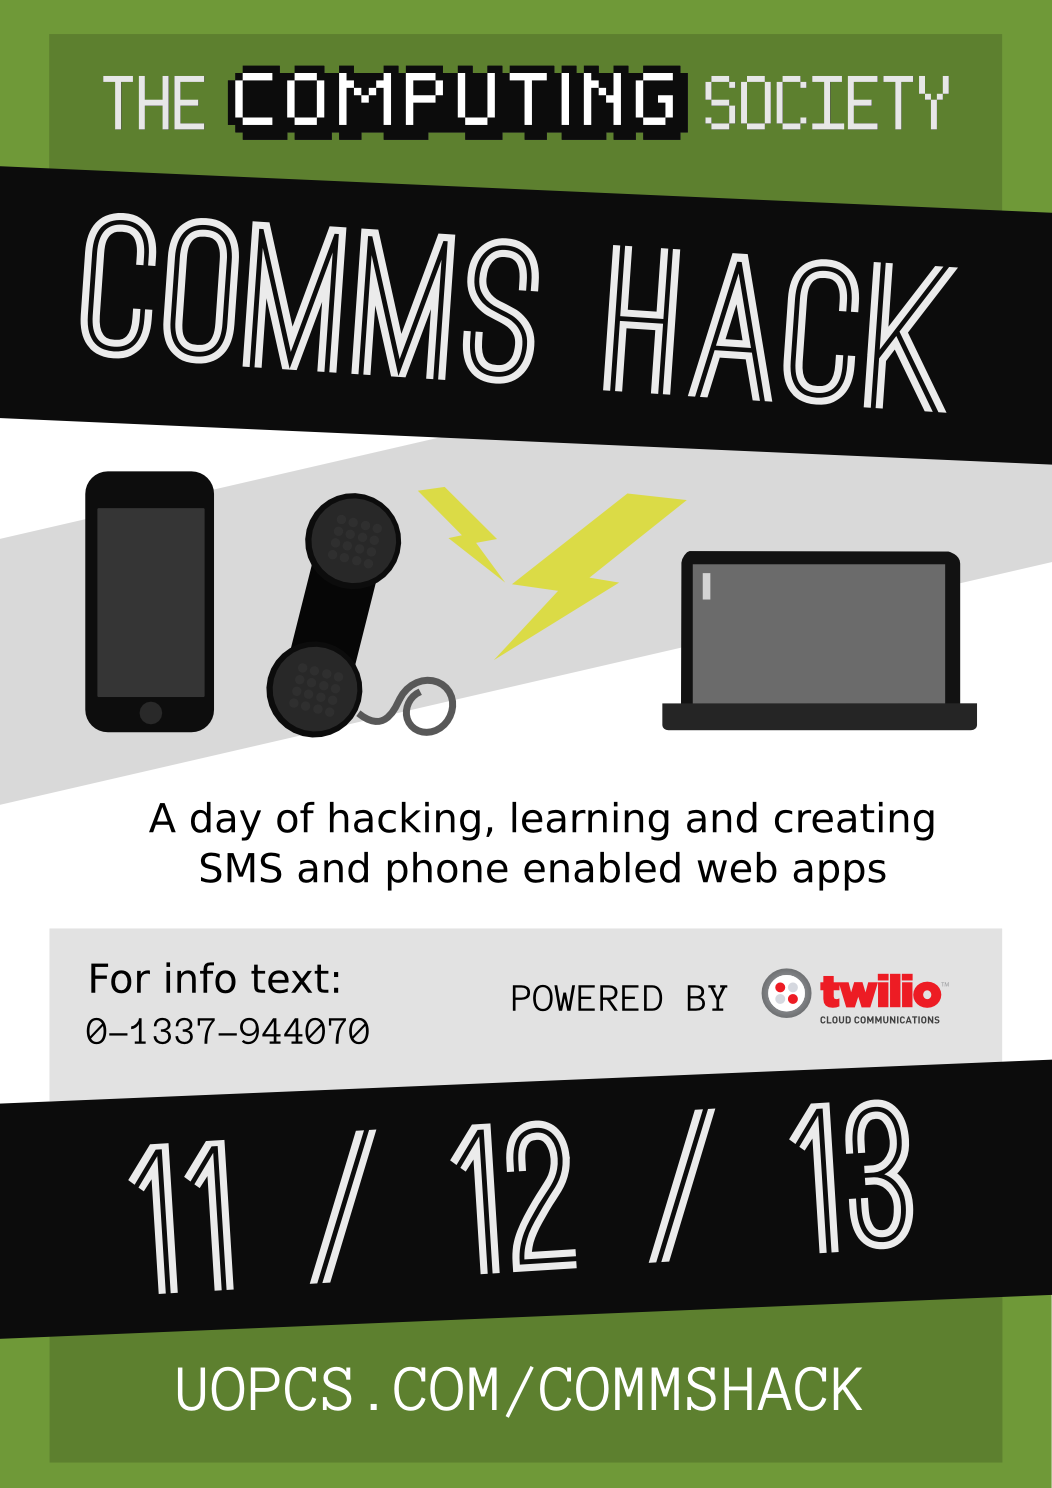 THE COMPUTING SOCIETY
COMMS HACK
A day of hacking, learning and creating
SMS and phone enabled web apps
For info text:
0-1337-944070
POWERED BY twilio™
CLOUD COMMUNICATIONS
11 / 12 / 13
UOPCS.COM/COMMSHACK